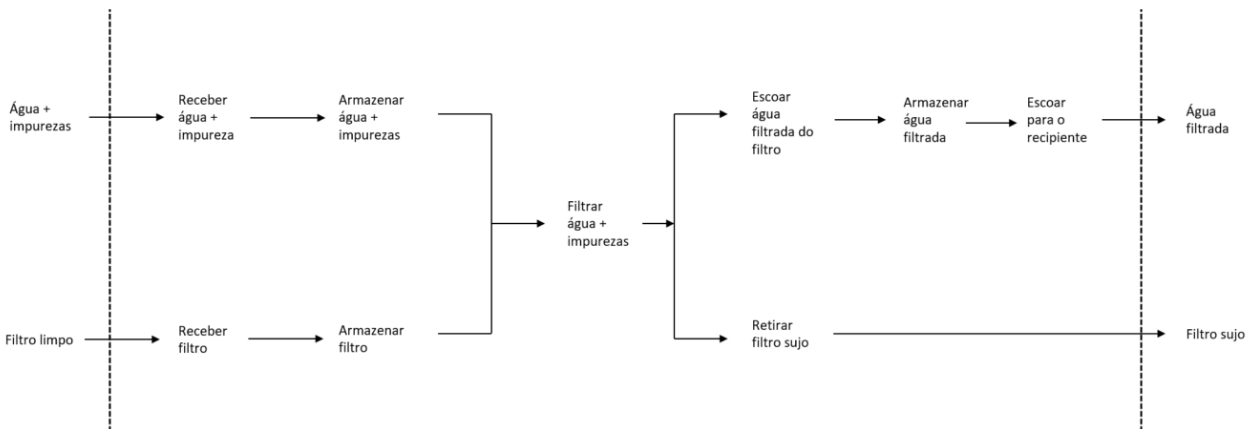 Água +
impurezas
Receber
água +
impureza
Armazenar
água +
impurezas
Escoar
água
filtrada do
filtro
Armazenar
água
filtrada
Escoar
para o
recipiente
Água
filtrada
Filtrar
água +
impurezas
Filtro limpo
Receber
filtro
Armazenar
filtro
Retirar
filtro sujo
Filtro sujo